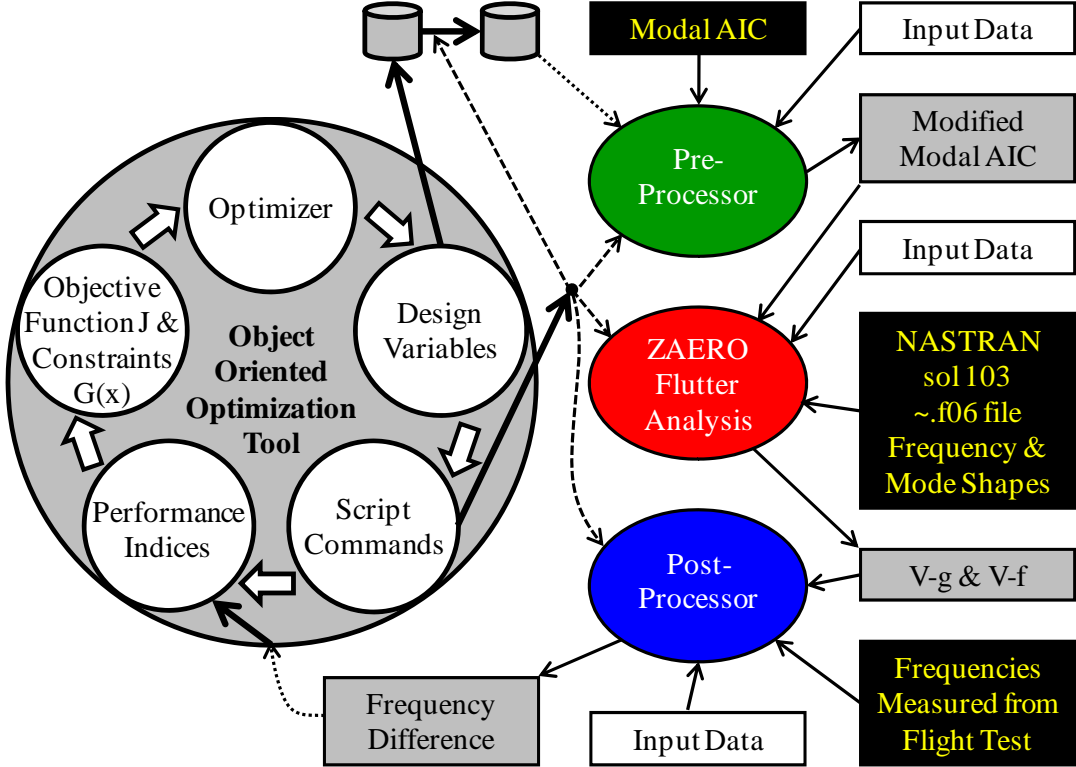 Modal AIC
Input Data
Modified
Modal AIC
Pre-
Processor
Input Data
Optimizer
Objective
Function J &
Constraints
G(x)
Design
Variables
Object
Oriented
Optimization
Tool
Performance
Indices
Script
Commands
ZAERO
Flutter
Analysis
NASTRAN
sol 103
~.f06 file
Frequency &
Mode Shapes
Post-
Processor
V-g & V-f
Frequency
Difference
Input Data
Frequencies
Measured from
Flight Test